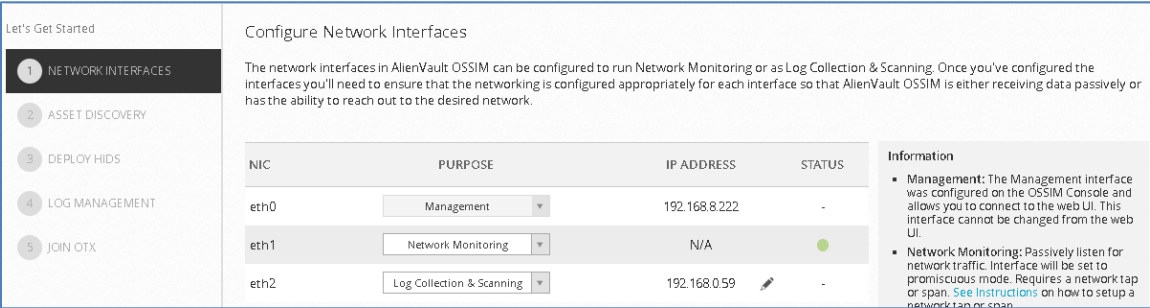 Let's Get Started
1 NETWORK INTERFACES
2 ASSET DISCOVERY
3 DEPLOY HIDS
4 LOG MANAGEMENT
5 JOIN OTX
Configure Network Interfaces
The network interfaces in AlienVault OSSIM can be configured to run Network Monitoring or as Log Collection & Scanning. Once you've configured the
interfaces you'll need to ensure that the networking is configured appropriately for each interface so that AlienVault OSSIM is either receiving data passively or
has the ability to reach out to the desired network.
NIC PURPOSE IP ADDRESS STATUS
eth0 Management 192.168.8.222 -
eth1 Network Monitoring N/A
eth2 Log Collection & Scanning 192.168.0.59 -
Information
Management: The Management interface
was configured on the OSSIM Console and
allows you to connect to the web UI. This
interface cannot be changed from the web
UI.
Network Monitoring: Passively listen for
network traffic. Interface will be set to
promiscuous mode. Requires a network tap
or span. See Instructions on how to setup a
network tap or span.